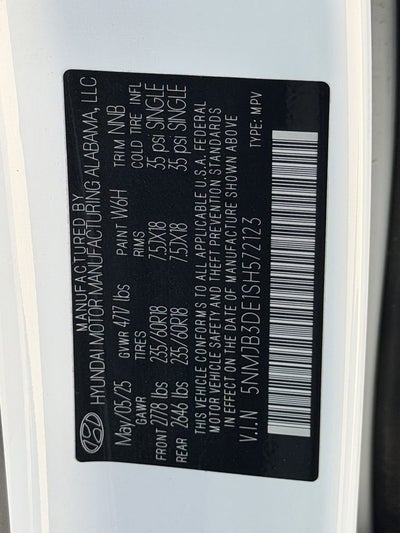 MANUFACTURED BY
HYUNDAI MOTOR MANUFACTURING ALABAMA, LLC
May/05/25 GVWR 4717 lbs PAINT W6H TRIM NNB
GAWR TIRES RIMS COLD TIRE INFL
FRONT 2778 lbs 235/60R18 7.5JX18 35 psi SINGLE
REAR 2646 lbs 235/60R18 7.5JX18 35 psi SINGLE
THIS VEHICLE CONFORMS TO ALL APPLICABLE U.S.A. FEDERAL
MOTOR VEHICLE SAFETY AND THEFT PREVENTION STANDARDS
IN EFFECT ON THE DATE OF MANUFACTURE SHOWN ABOVE
V.I.N 5NMJB3DE1SH572123 TYPE: MPV